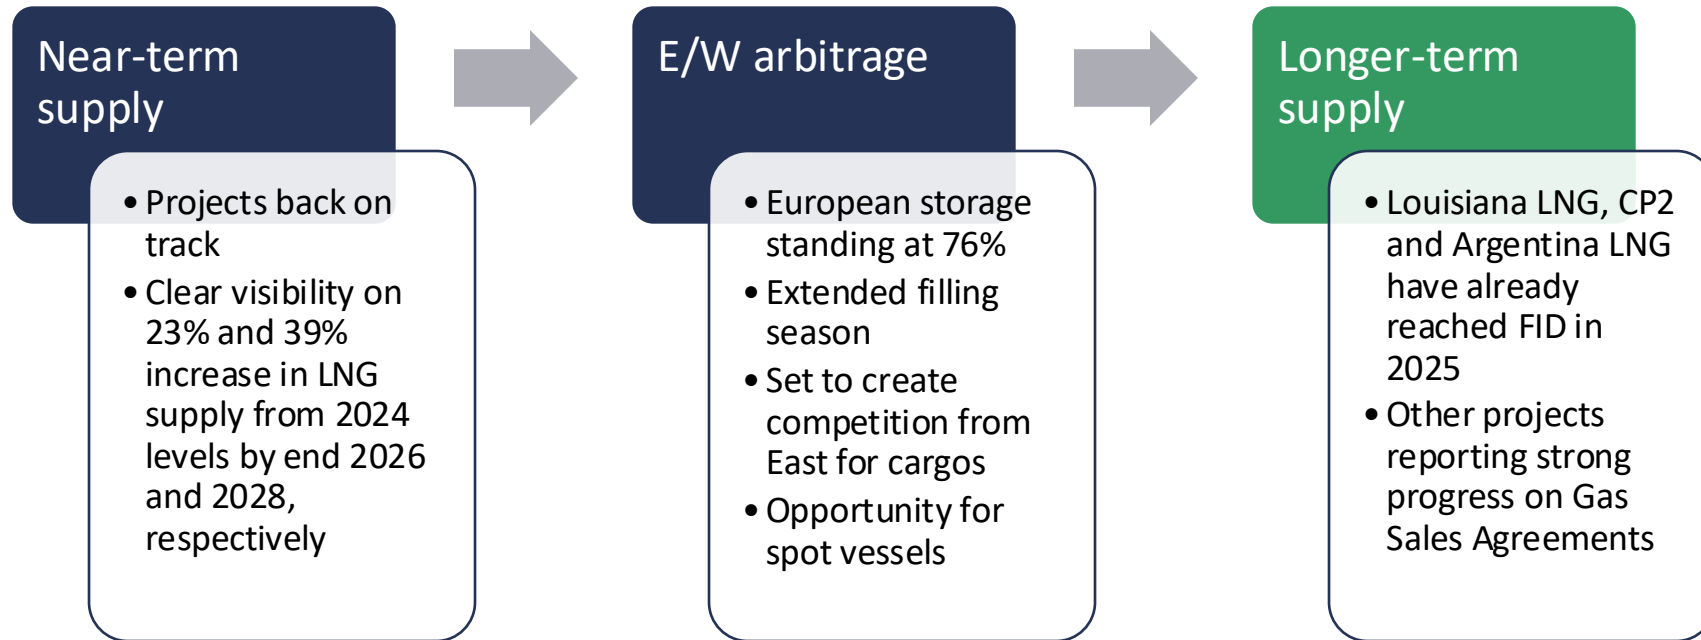 Near-term
supply
• Projects back on
track
• Clear visibility on
23% and 39%
increase in LNG
supply from 2024
levels by end 2026
and 2028,
respectively
E/W arbitrage
• European storage
standing at 76%
• Extended filling
season
• Set to create
competition from
East for cargos
• Opportunity for
spot vessels
Longer-term
supply
• Louisiana LNG, CP2
and Argentina LNG
have already
reached FID in
2025
• Other projects
reporting strong
progress on Gas
Sales Agreements